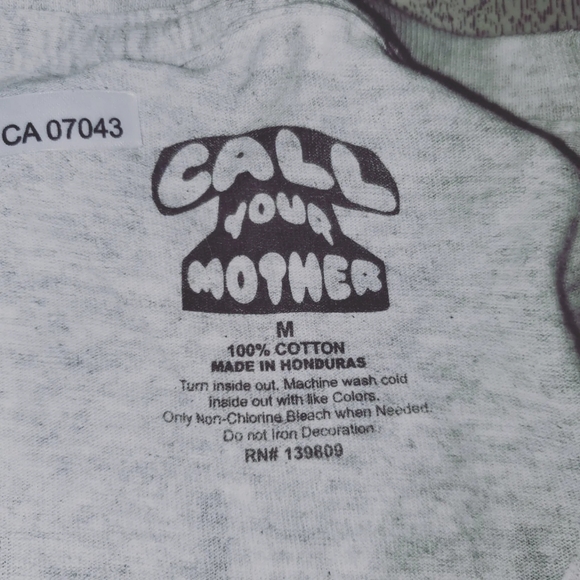 CA 07043
CALL
YOUR
MOTHER
M
100% COTTON
MADE IN HONDURAS
Turn inside out. Machine wash cold
inside out with like Colors.
Only Non-Chlorine Bleach when Needed.
Do not Iron Decoration.
RN# 139809